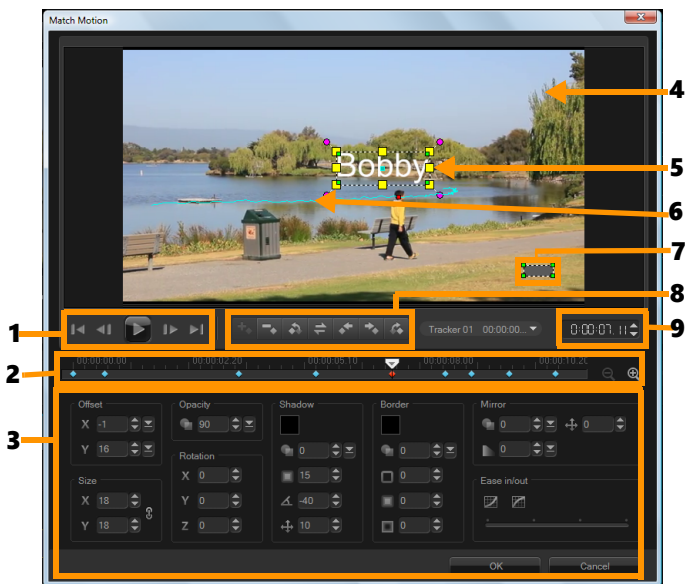 Match Motion
4
Bobby
5
6
7
8
1
Tracker 01 00:00:00...
0:00:07. 11
9
2
00:00:00.00 00:00:02.20 00:00:05.10 00:00:08.00 00:00:10.20
3
Offset
X -1
Y 16
Size
X 18
Y 18
Opacity
90
Rotation
X 0
Y 0
Z 0
Shadow
0
15
-40
10
Border
0
0
0
0
Mirror
0 0
0
Ease in/out
OK Cancel